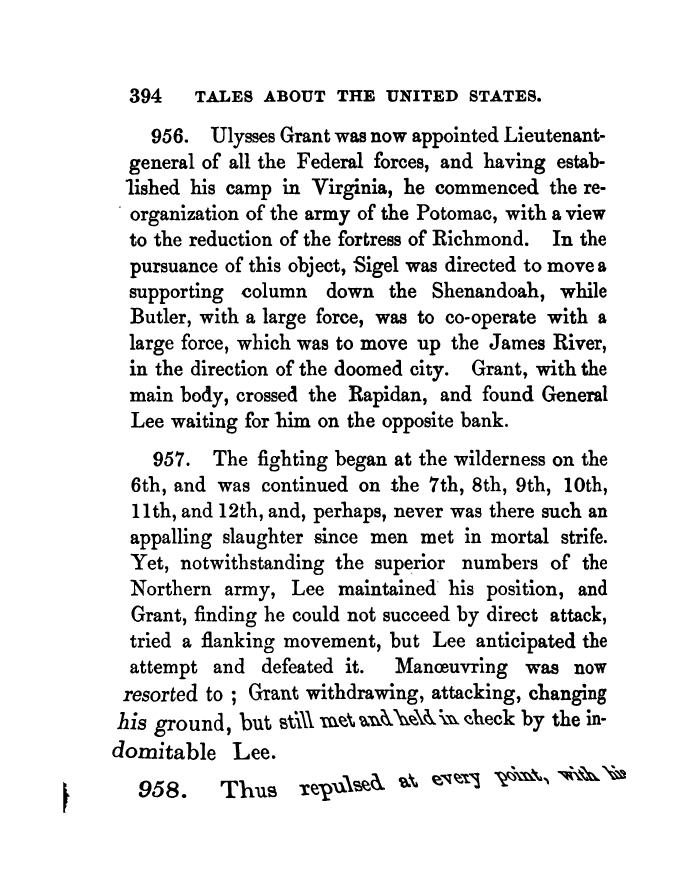 394 TALES ABOUT THE UNITED STATES.
956. Ulysses Grant was now appointed Lieutenant-
general of all the Federal forces, and having estab-
lished his camp in Virginia, he commenced the re-
organization of the army of the Potomac, with a view
to the reduction of the fortress of Richmond. In the
pursuance of this object, Sigel was directed to move a
supporting column down the Shenandoah, while
Butler, with a large force, was to co-operate with a
large force, which was to move up the James River,
in the direction of the doomed city. Grant, with the
main body, crossed the Rapidan, and found General
Lee waiting for him on the opposite bank.
957. The fighting began at the wilderness on the
6th, and was continued on the 7th, 8th, 9th, 10th,
11th, and 12th, and, perhaps, never was there such an
appalling slaughter since men met in mortal strife.
Yet, notwithstanding the superior numbers of the
Northern army, Lee maintained his position, and
Grant, finding he could not succeed by direct attack,
tried a flanking movement, but Lee anticipated the
attempt and defeated it. Manœuvring was now
resorted to ; Grant withdrawing, attacking, changing
his ground, but still met and held in check by the in-
domitable Lee.
958. Thus repulsed at every point, with his